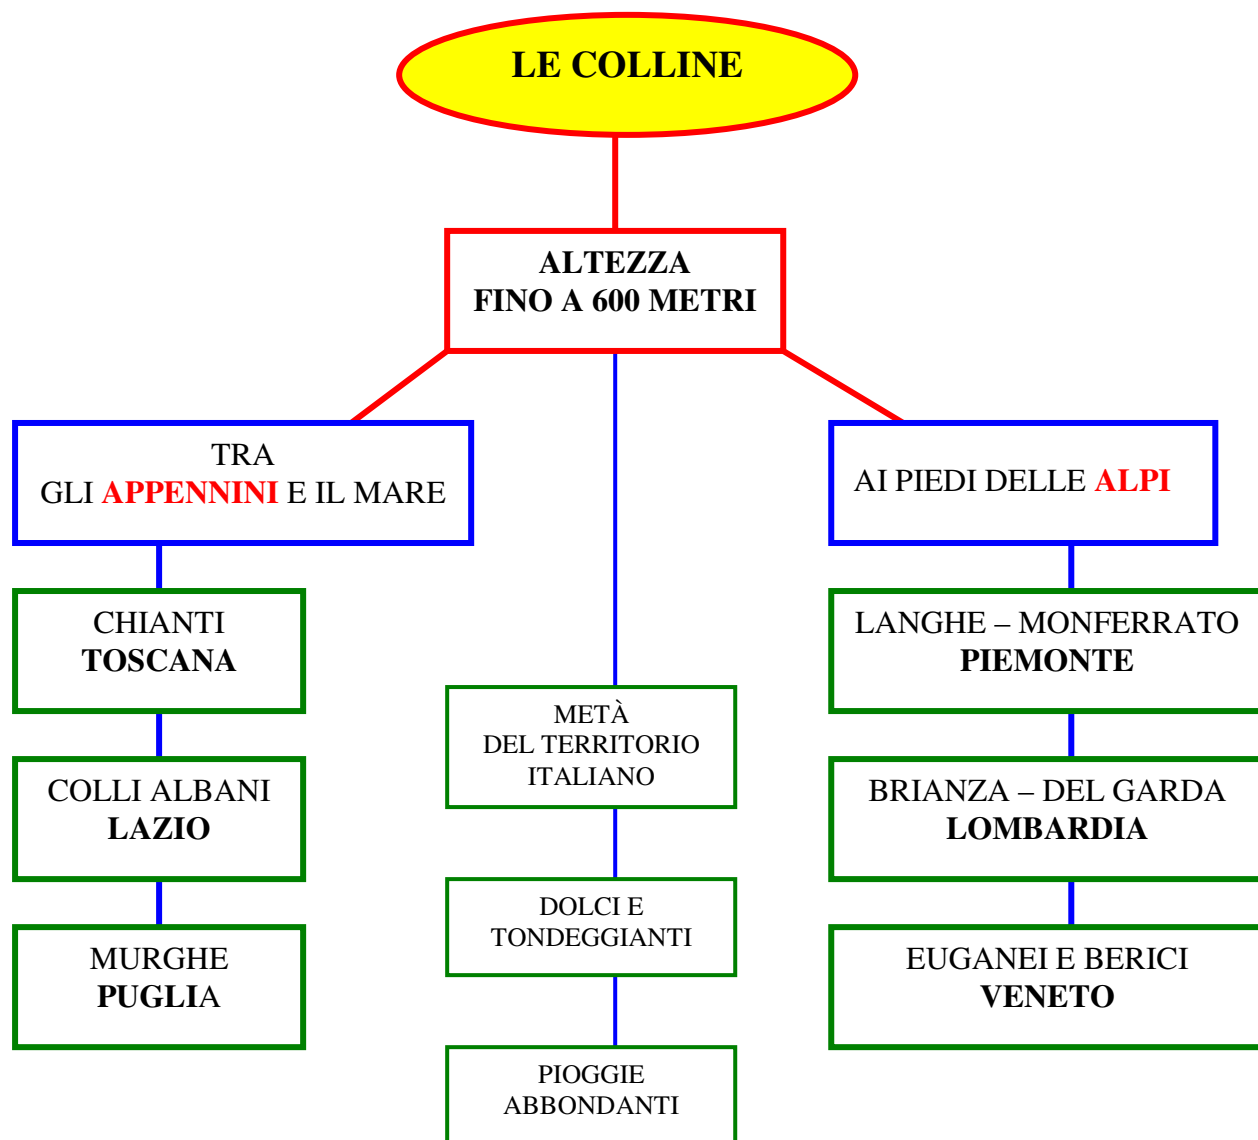 LE COLLINE
ALTEZZA
FINO A 600 METRI
TRA
GLI APPENNINI E IL MARE
AI PIEDI DELLE ALPI
CHIANTI
TOSCANA
COLLI ALBANI
LAZIO
MURGHE
PUGLIA
METÀ
DEL TERRITORIO
ITALIANO
DOLCI E
TONDEGGIANTI
PIOGGIE
ABBONDANTI
LANGHE – MONFERRATO
PIEMONTE
BRIANZA – DEL GARDA
LOMBARDIA
EUGANEI E BERICI
VENETO